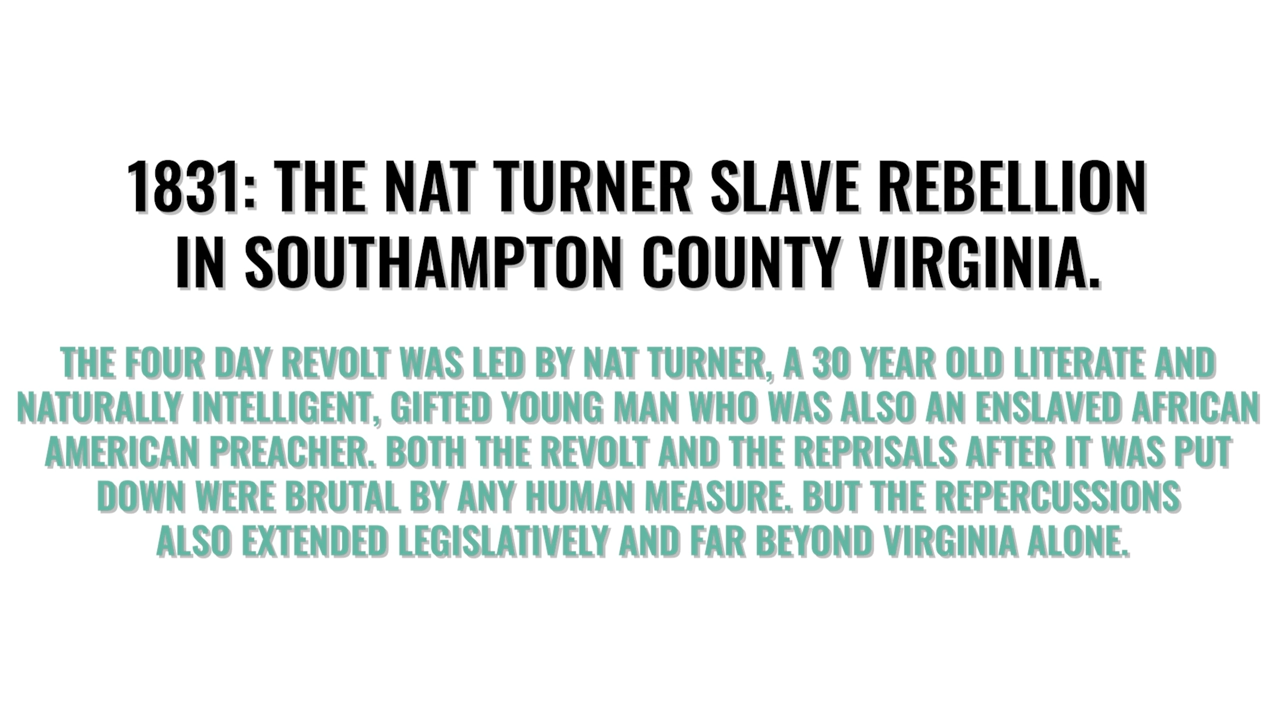 1831: THE NAT TURNER SLAVE REBELLION
IN SOUTHAMPTON COUNTY VIRGINIA.
THE FOUR DAY REVOLT WAS LED BY NAT TURNER, A 30 YEAR OLD LITERATE AND
NATURALLY INTELLIGENT, GIFTED YOUNG MAN WHO WAS ALSO AN ENSLAVED AFRICAN
AMERICAN PREACHER. BOTH THE REVOLT AND THE REPRISALS AFTER IT WAS PUT
DOWN WERE BRUTAL BY ANY HUMAN MEASURE. BUT THE REPERCUSSIONS
ALSO EXTENDED LEGISLATIVELY AND FAR BEYOND VIRGINIA ALONE.